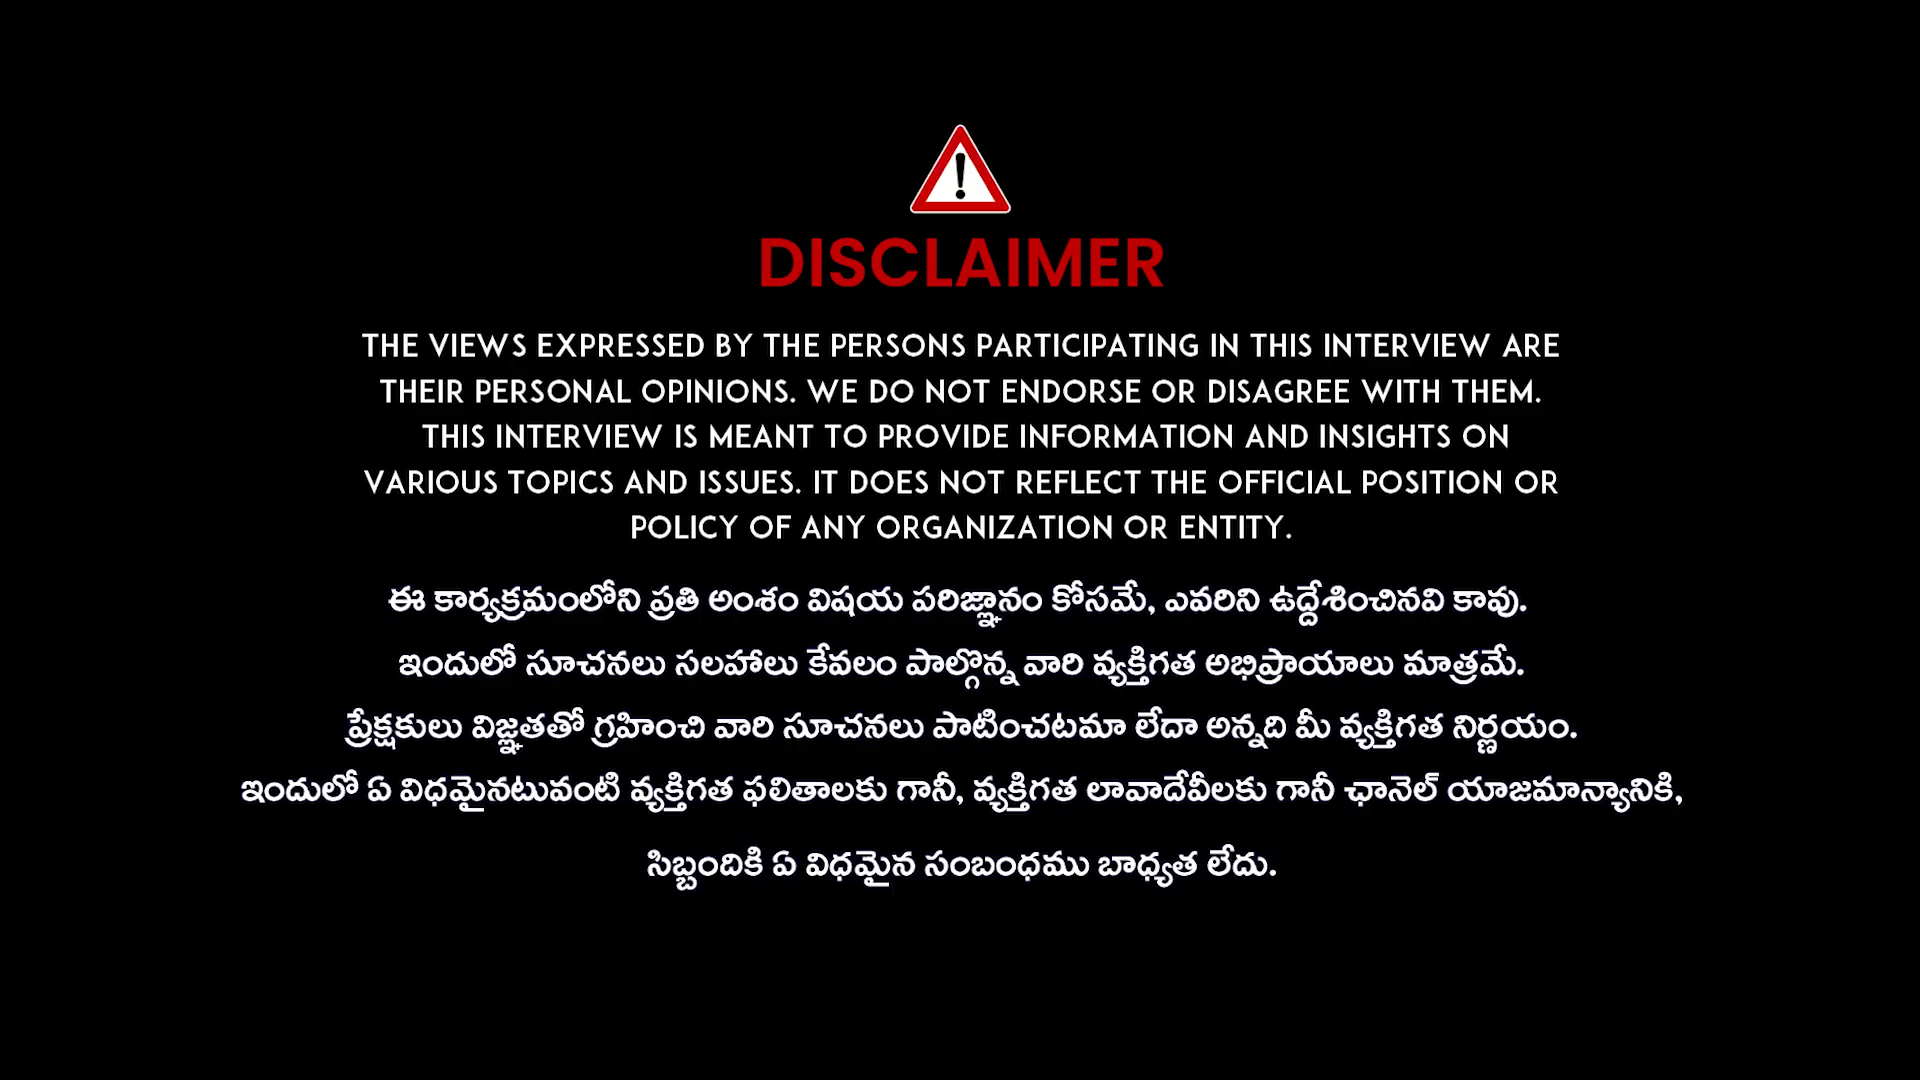 DISCLAIMER
THE VIEWS EXPRESSED BY THE PERSONS PARTICIPATING IN THIS INTERVIEW ARE
THEIR PERSONAL OPINIONS. WE DO NOT ENDORSE OR DISAGREE WITH THEM.
THIS INTERVIEW IS MEANT TO PROVIDE INFORMATION AND INSIGHTS ON
VARIOUS TOPICS AND ISSUES. IT DOES NOT REFLECT THE OFFICIAL POSITION OR
POLICY OF ANY ORGANIZATION OR ENTITY.
ఈ కార్యక్రమంలోని ప్రతి అంశం విషయ పరిజ్ఞానం కోసమే, ఎవరిని ఉద్దేశించినవి కావు.
ఇందులో సూచనలు సలహాలు కేవలం పాల్గొన్న వారి వ్యక్తిగత అభిప్రాయాలు మాత్రమే.
ప్రేక్షకులు విజ్ఞతతో గ్రహించి వారి సూచనలు పాటించటమా లేదా అన్నది మీ వ్యక్తిగత నిర్ణయం.
ఇందులో ఏ విధమైనటువంటి వ్యక్తిగత ఫలితాలకు గానీ, వ్యక్తిగత లావాదేవీలకు గానీ ఛానెల్ యాజమాన్యానికి,
సిబ్బందికి ఏ విధమైన సంబంధము బాధ్యత లేదు.